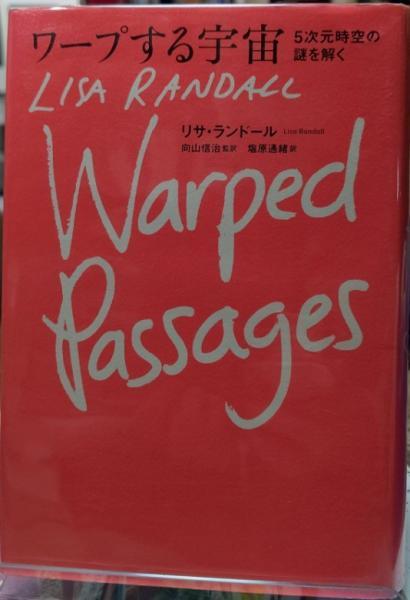 ワープする宇宙
5次元時空の
謎を解く
LISA RANDALL
リサ・ランドール Lisa Randall
向山信治 監訳 塩原通緒 訳
Warped
Passages